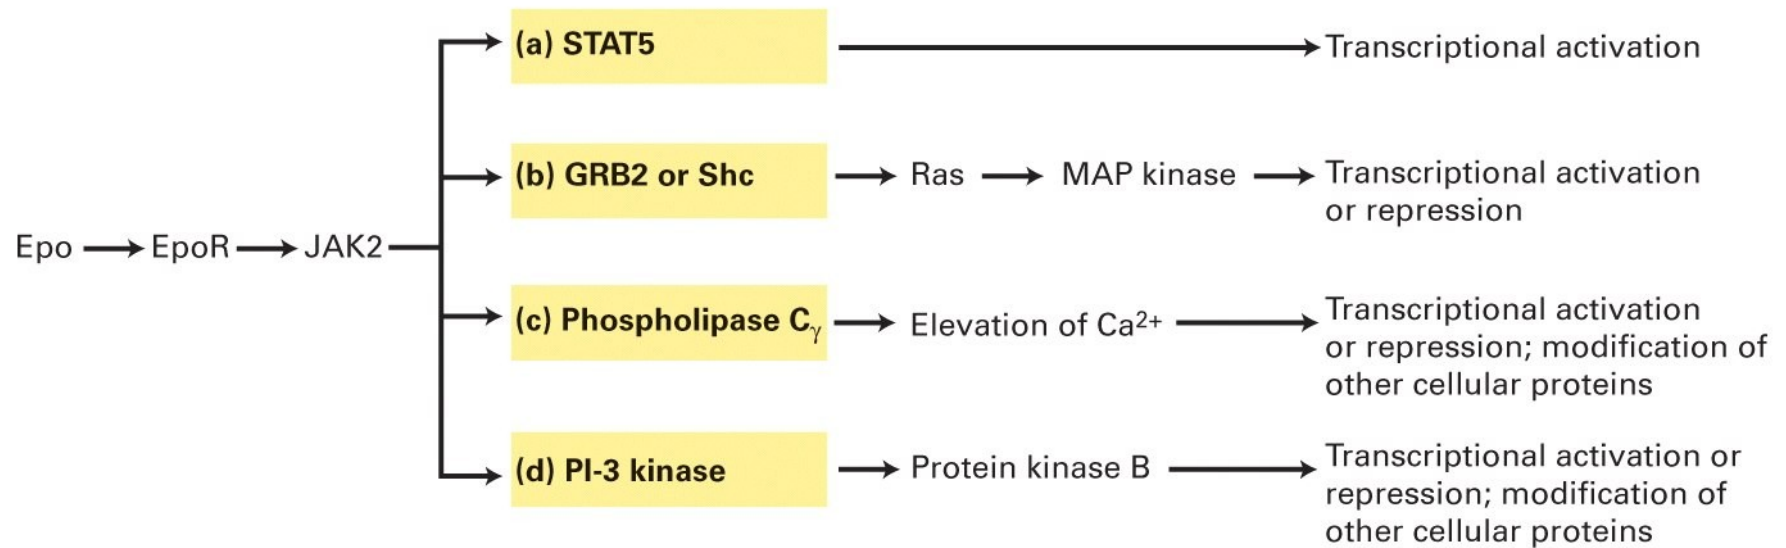 (a) STAT5
Transcriptional activation
(b) GRB2 or Shc
Ras
MAP kinase
Transcriptional activation
or repression
Epo
EpoR
JAK2
(c) Phospholipase Cγ
Elevation of Ca²⁺
Transcriptional activation
or repression; modification of
other cellular proteins
(d) PI-3 kinase
Protein kinase B
Transcriptional activation or
repression; modification of
other cellular proteins